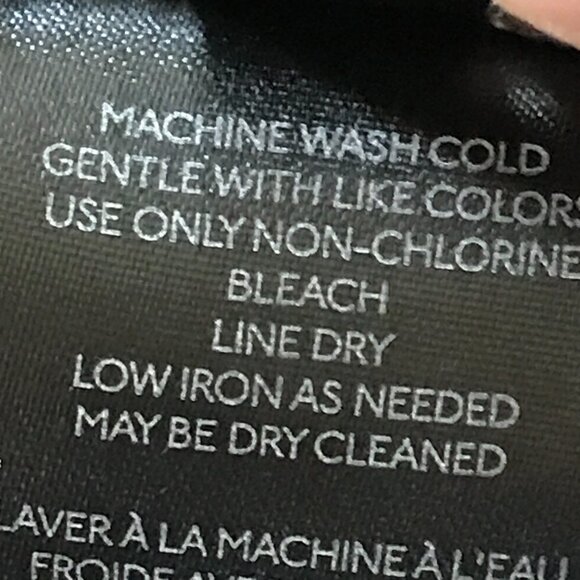 MACHINE WASH COLD
GENTLE WITH LIKE COLORS
USE ONLY NON-CHLORINE
BLEACH
LINE DRY
LOW IRON AS NEEDED
MAY BE DRY CLEANED
LAVER À LA MACHINE À L'EAU
FROIDE